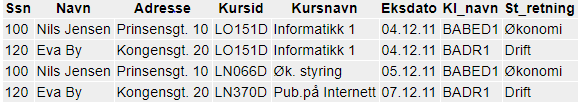 Ssn Navn Adresse Kursid Kursnavn Eksdato Kl_navn St_retning
100 Nils Jensen Prinsensgt. 10 LO151D Informatikk 1 04.12.11 BABED1 Økonomi
120 Eva By Kongensgt. 20 LO151D Informatikk 1 04.12.11 BADR1 Drift
100 Nils Jensen Prinsensgt. 10 LN066D Øk. styring 05.12.11 BABED1 Økonomi
120 Eva By Kongensgt. 20 LN370D Pub.på Internett 07.12.11 BADR1 Drift